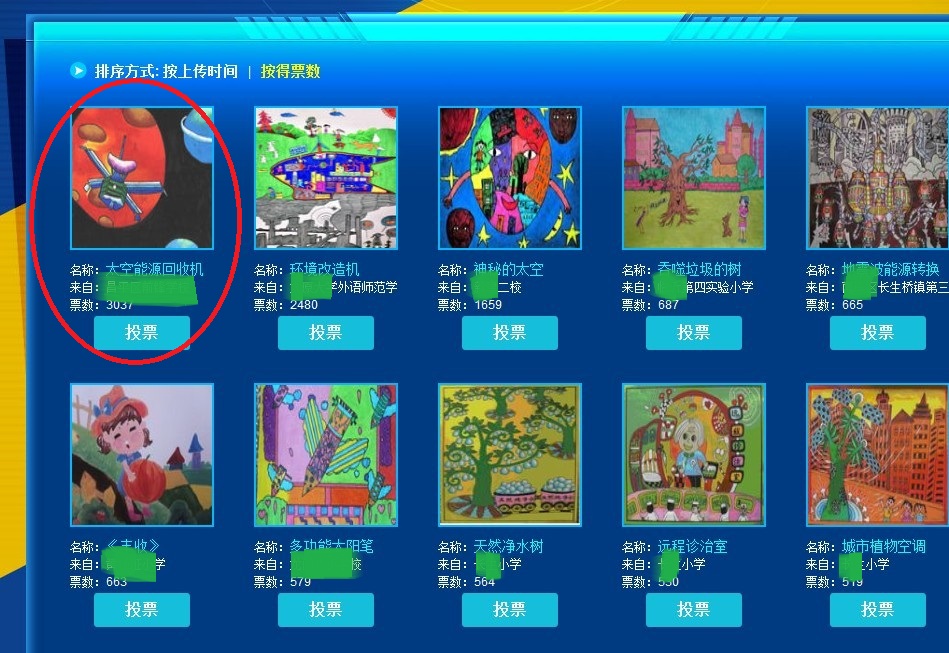 排序方式: 按上传时间 | 按得票数
名称: 太空能源回收机
来自:
票数: 3037
投票
名称: 环境改造机
来自: 学外语师范学
票数: 2480
投票
名称: 神秘的太空
来自: 二校
票数: 1659
投票
名称: 吞噬垃圾的树
来自: 第四实验小学
票数: 687
投票
名称: 地震波能源转换
来自: 区长生桥镇第三
票数: 665
投票
名称: 《丰收》
来自: 小学
票数: 663
投票
名称: 多功能太阳笔
来自: 校
票数: 579
投票
名称: 天然净水树
来自: 小学
票数: 564
投票
名称: 远程诊治室
来自: 小学
票数: 550
投票
名称: 城市植物空调
来自: 小学
票数: 519
投票